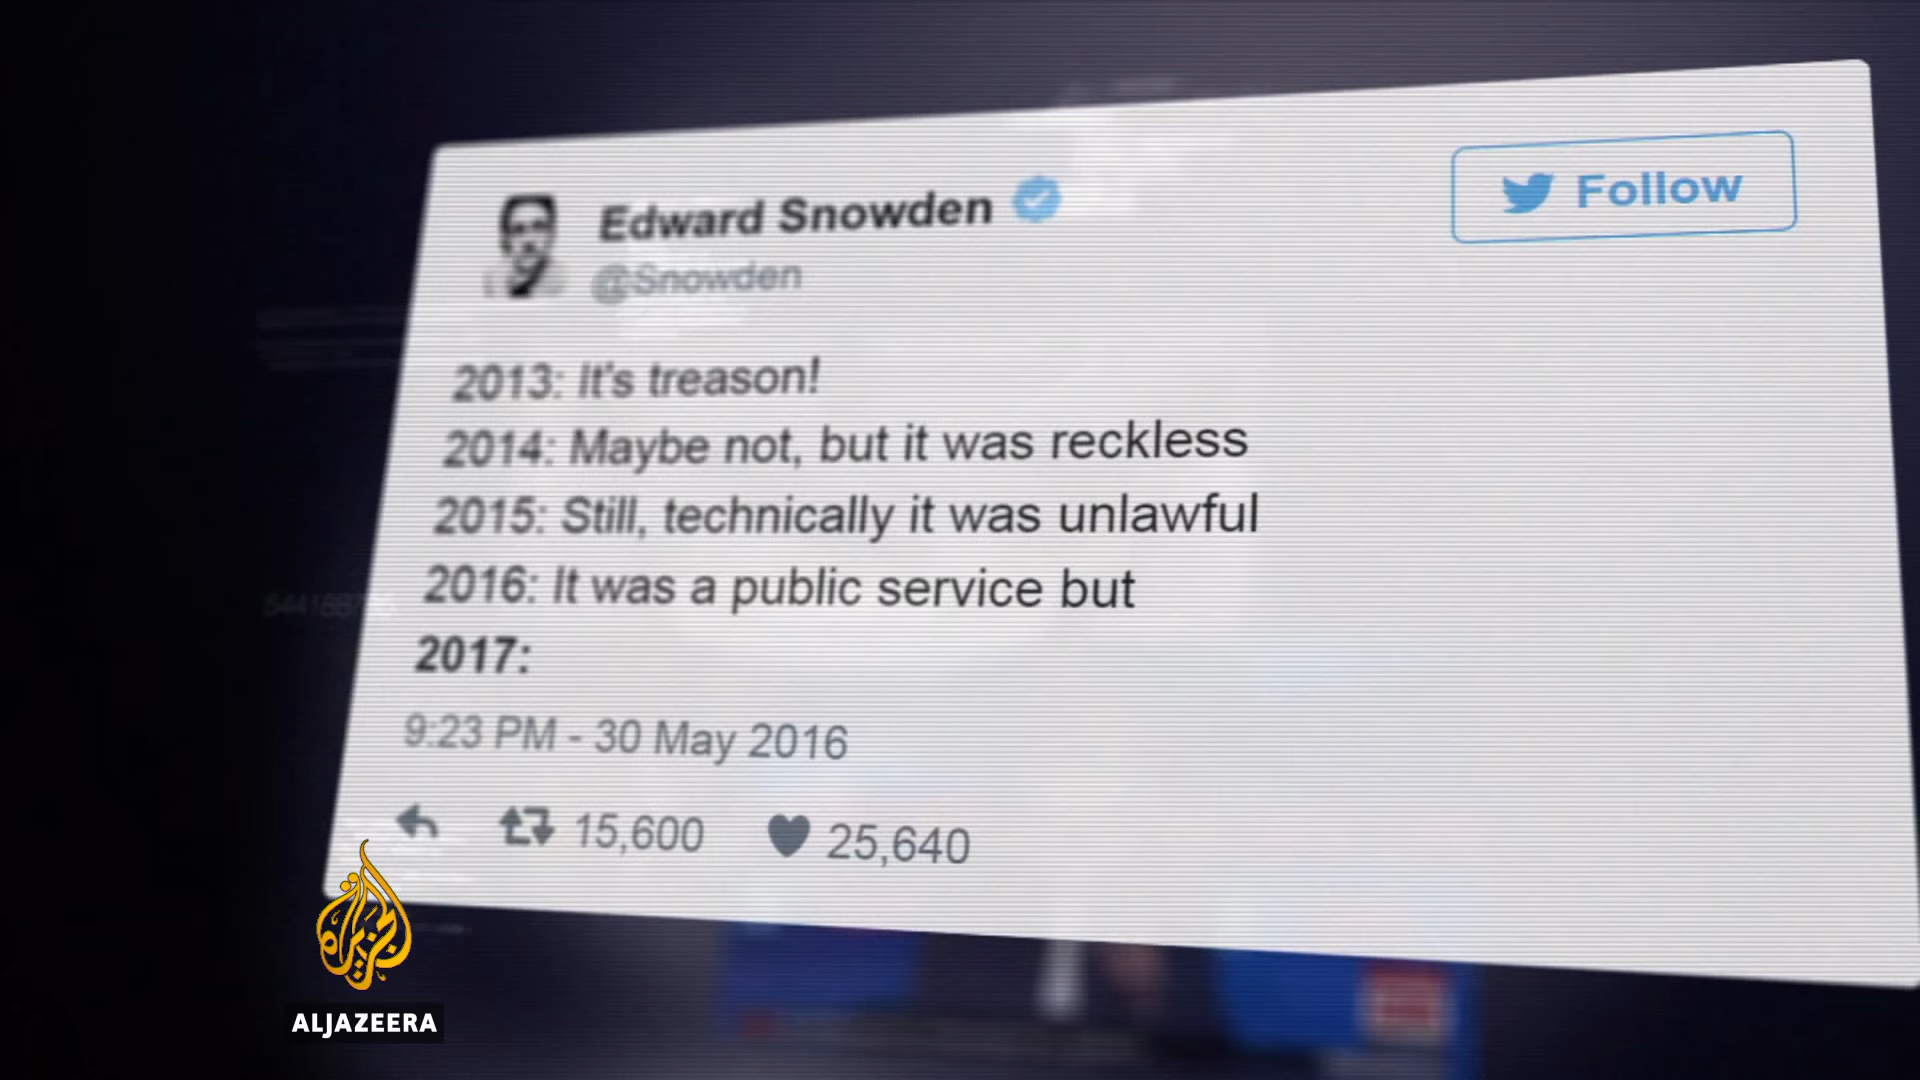 Edward Snowden
Follow
@Snowden
2013: It's treason!
2014: Maybe not, but it was reckless
2015: Still, technically it was unlawful
2016: It was a public service but
2017:
9:23 PM - 30 May 2016
15,600 25,640
الجزيرة
ALJAZEERA